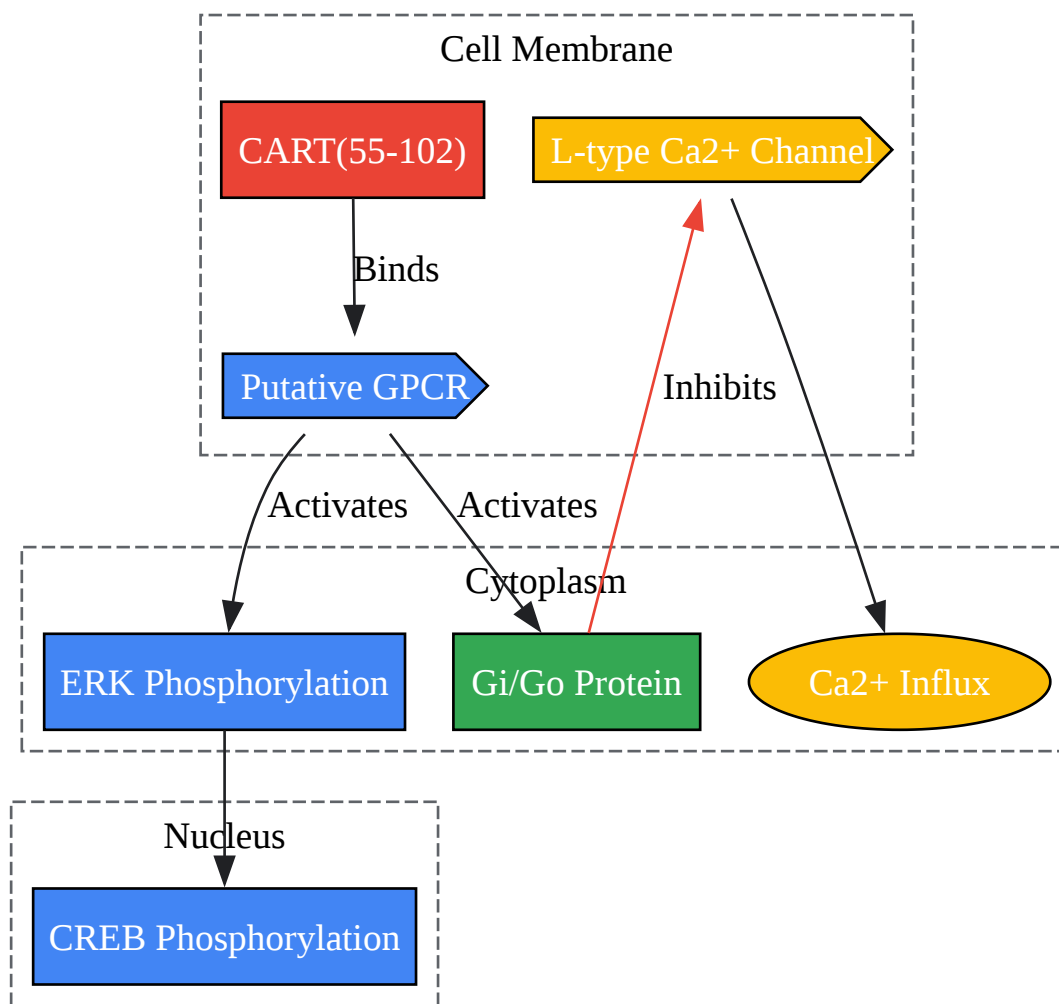 Cell Membrane
CART(55-102)
L-type Ca2+ Channel
Binds
Putative GPCR
Inhibits
Activates
Activates
Cytoplasm
ERK Phosphorylation
Gi/Go Protein
Ca2+ Influx
Nucleus
CREB Phosphorylation